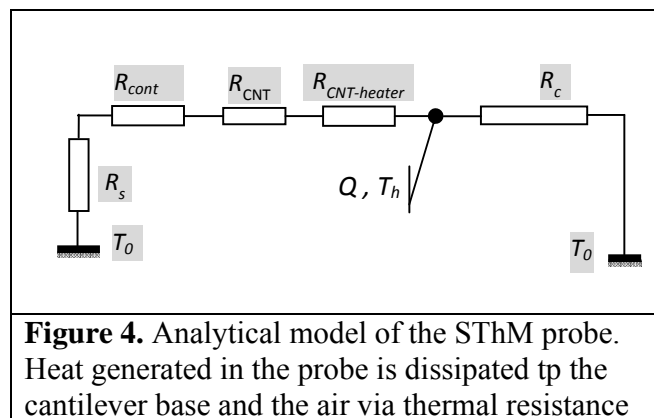 R_cont
R_CNT
R_CNT-heater
R_c
R_s
Q , T_h
T_0
T_0
Figure 4. Analytical model of the SThM probe.
Heat generated in the probe is dissipated tp the
cantilever base and the air via thermal resistance